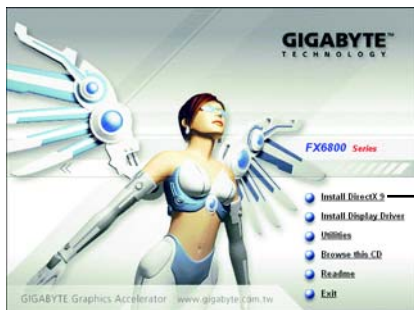 GIGABYTE™
TECHNOLOGY
FX6800 Series
Install DirectX 9
Install Display Driver
Utilities
Browse this CD
Readme
Exit
GIGABYTE Graphics Accelerator www.gigabyte.com.tw